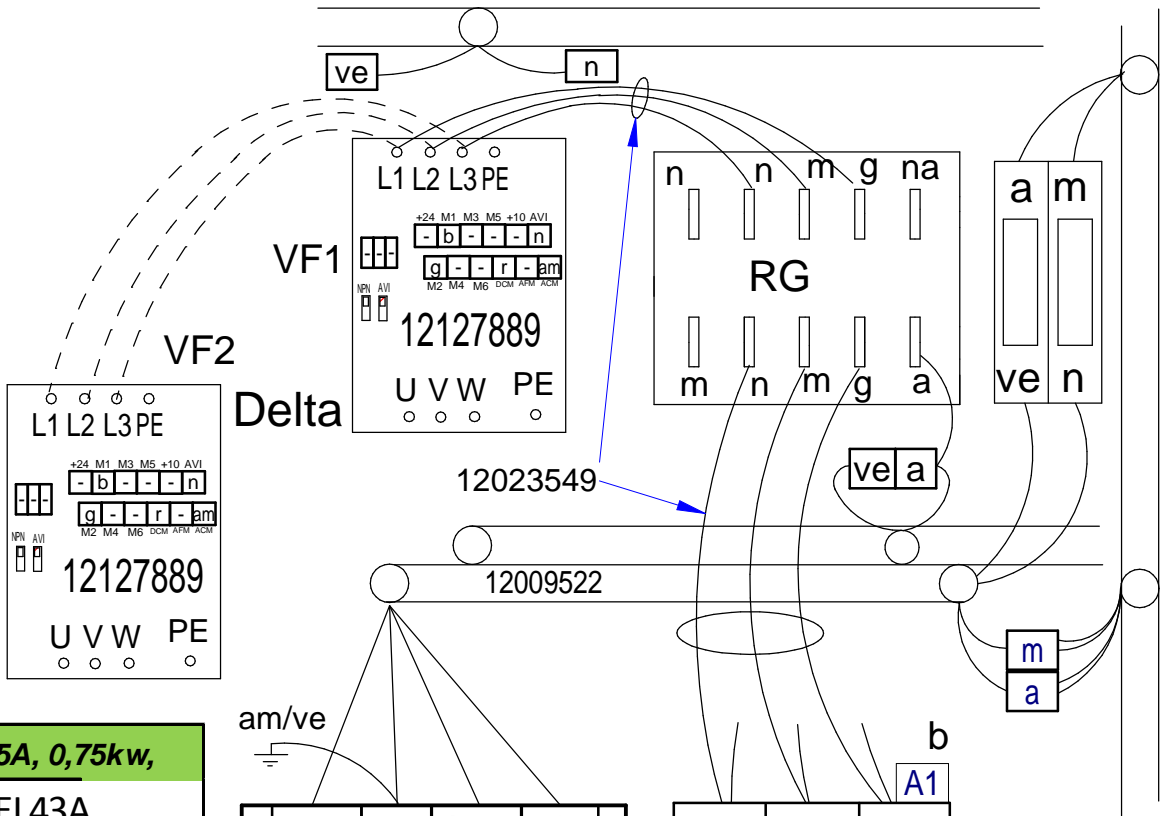 ve
n
L1 L2 L3 PE
+24 M1 M3 M5 +10 AVI
- b - - - n
g - - r - am
M2 M4 M6 DCM AFM ACM
- - -
NPN AVI
12127889
U V W PE
VF1
n n m g na
RG
m n m g a
a m
ve n
VF2
Delta
L1 L2 L3 PE
+24 M1 M3 M5 +10 AVI
- b - - - n
g - - r - am
M2 M4 M6 DCM AFM ACM
- - -
NPN AVI
12127889
U V W PE
12023549
ve a
12009522
m
a
am/ve
b
A1
5A, 0,75kw,